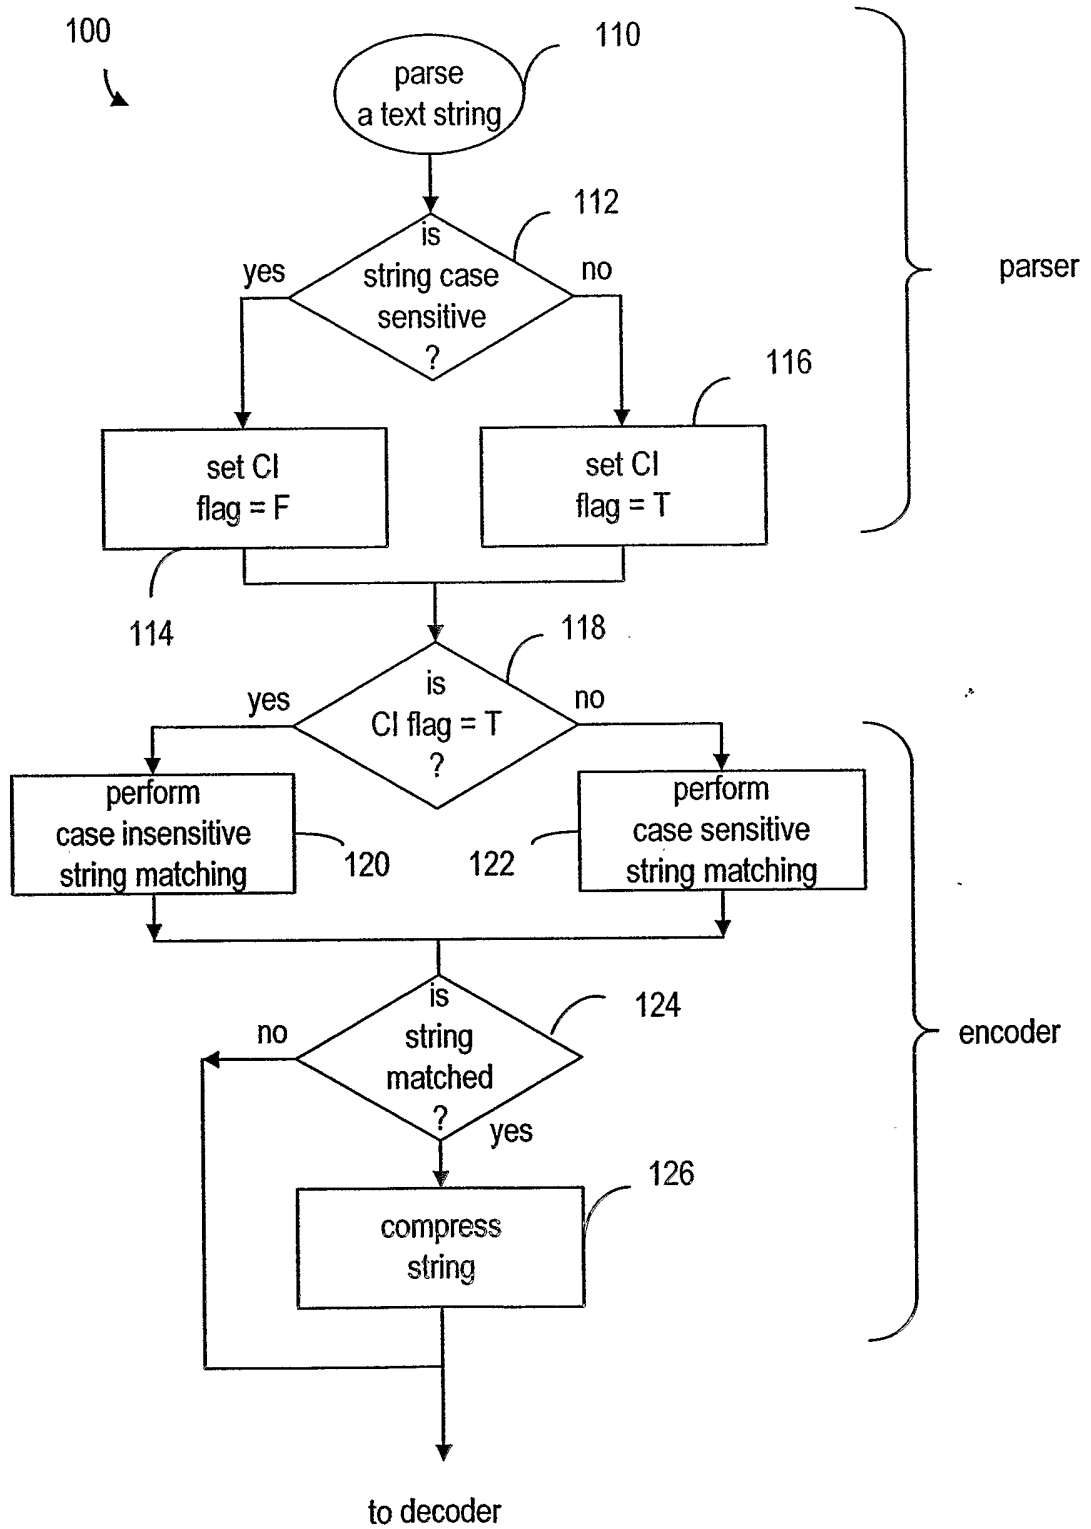 100
110
parse
a text string
112
is
string case
sensitive
?
yes
no
parser
116
set CI
flag = F
set CI
flag = T
114
118
is
CI flag = T
?
yes
no
perform
case insensitive
string matching
120
122
perform
case sensitive
string matching
124
is
string
matched
?
no
yes
encoder
126
compress
string
to decoder